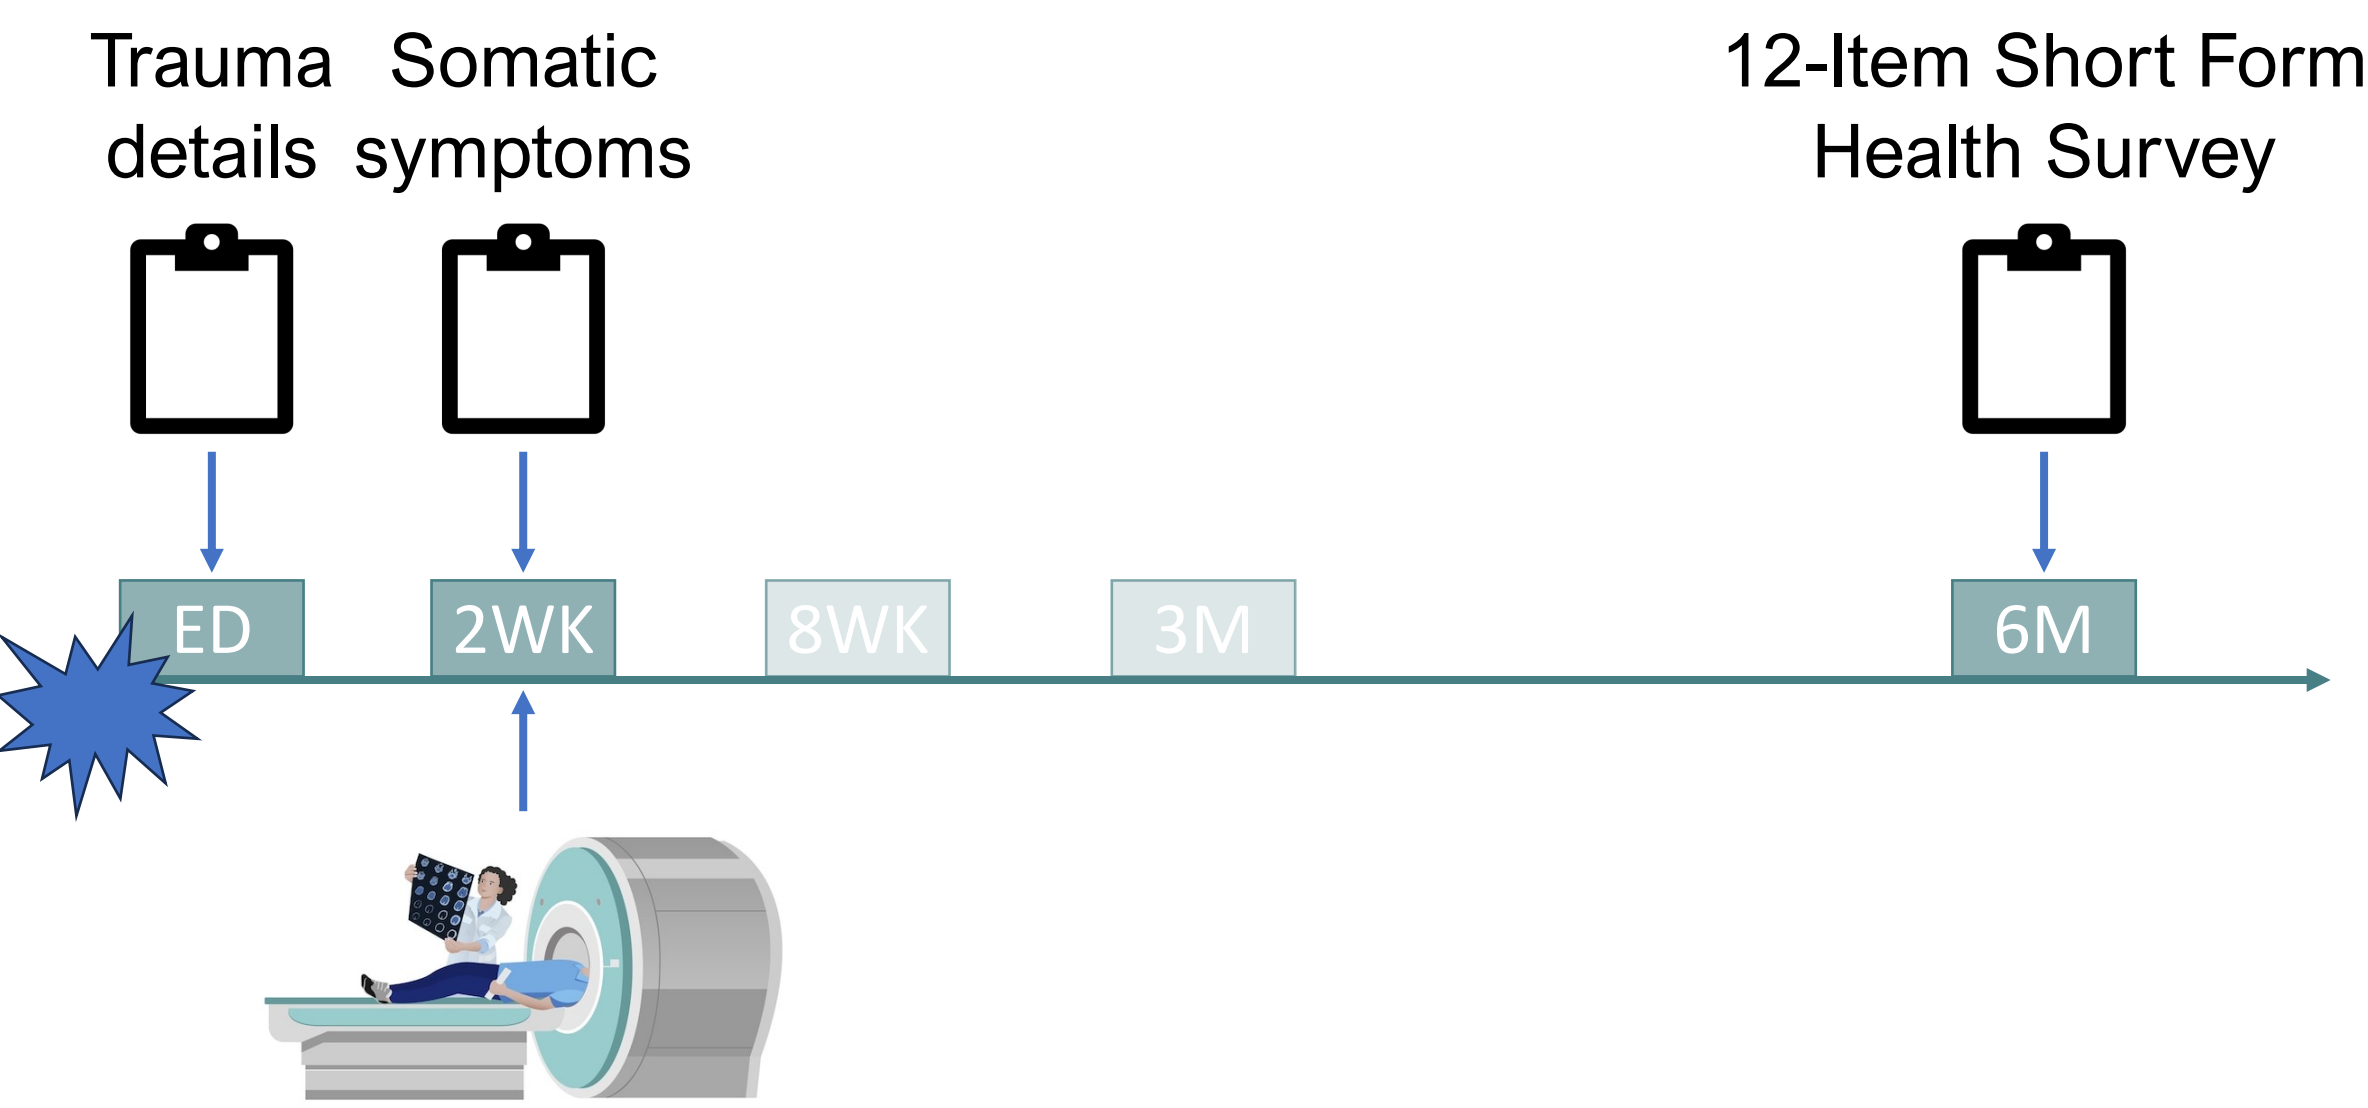 Trauma
details
Somatic
symptoms
12-Item Short Form
Health Survey
ED
2WK
8WK
3M
6M